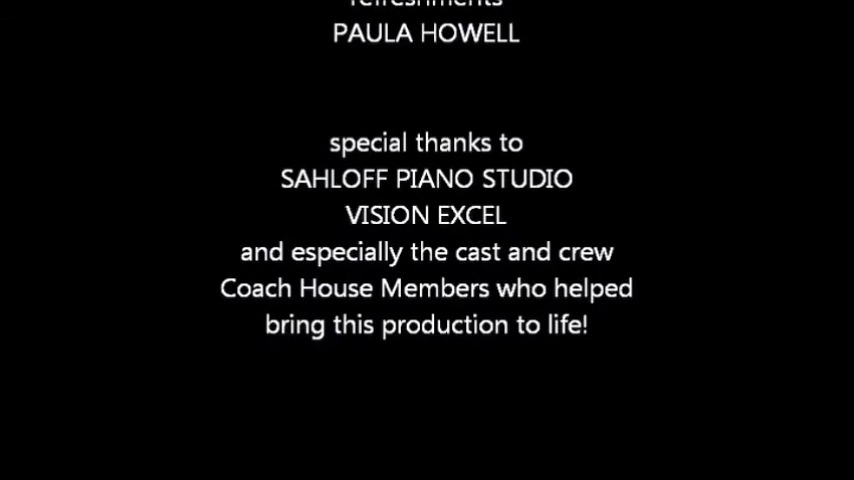 refreshments
PAULA HOWELL
special thanks to
SAHLOFF PIANO STUDIO
VISION EXCEL
and especially the cast and crew
Coach House Members who helped
bring this production to life!